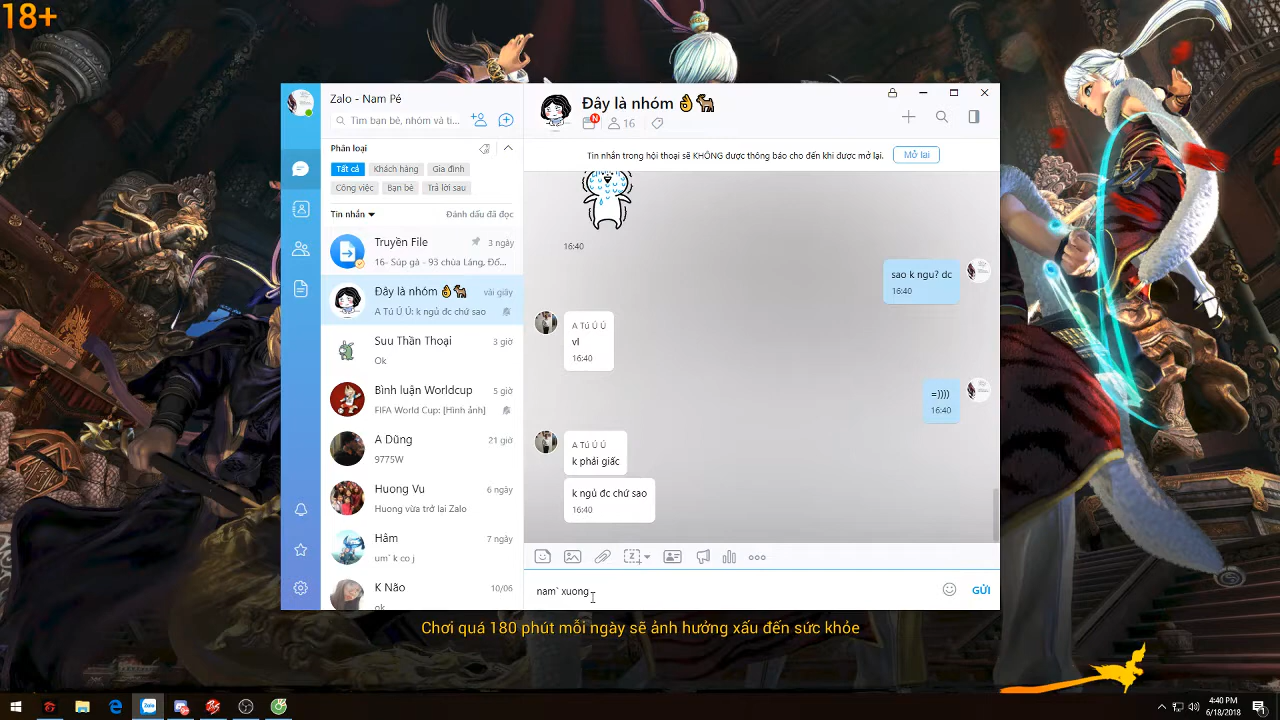 18+
Zalo - Nam Pé
Tìm bạn bè, nhóm và ti...
Phân loại
Tất cả
Khách hàng
Gia đình
Công việc
Bạn bè
Trả lời sau
Tin nhắn
Đánh dấu đã đọc
Truyền File
3 ngày
16- Súp gà - 93 chùa Láng, Đố...
Đây là nhóm 👌🐐
vài giây
A Tú Ú Ù: k ngủ đc chứ sao
Suu Thần Thoại
3 giờ
Ok
Bình luận Worldcup
5 giờ
FIFA World Cup: [Hình ảnh]
A Dũng
21 giờ
9775W
Huong Vu
6 ngày
Huong vừa trở lại Zalo
Hâm
7 ngày
um` k co j
K Não
10/06
ok
Đây là nhóm 👌🐐
N
16
Tin nhắn trong hội thoại sẽ KHÔNG được thông báo cho đến khi được mở lại.
Mở lại
16:40
sao k ngu? dc
16:40
A Tú Ú Ù
vl
16:40
=))))
16:40
A Tú Ú Ù
k phải giấc
k ngủ đc chứ sao
16:40
nam` xuong
GỬI
Chơi quá 180 phút mỗi ngày sẽ ảnh hưởng xấu đến sức khỏe
Zalo
4:40 PM
6/18/2018